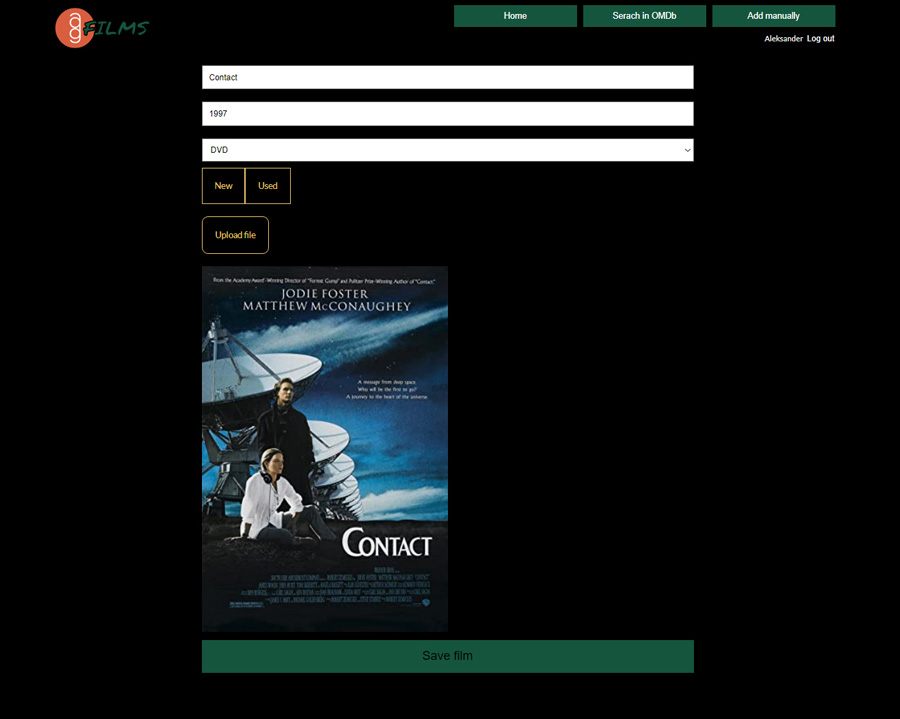 g FILMS
Home
Serach in OMDb
Add manually
Aleksander Log out
Contact
1997
DVD
New
Used
Upload file
From the Academy Award-Winning Director of "Forrest Gump" and Pulitzer Prize-Winning Author of "Contact."
JODIE FOSTER
MATTHEW McCONAUGHEY
A message from deep space.
Who will be the first to go?
A journey to the heart of the universe.
CONTACT
Save film